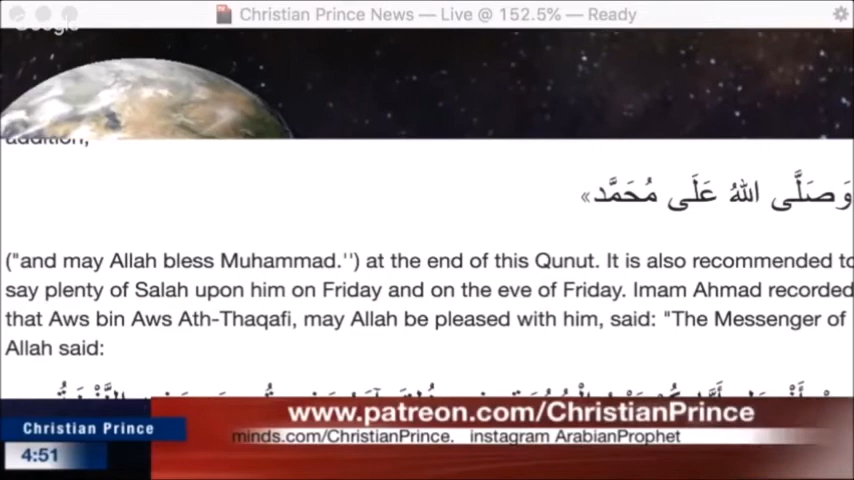 Christian Prince News — Live @ 152.5% — Ready
Google
addition,
وَصَلَّى اللهُ عَلَى مُحَمَّد»
("and may Allah bless Muhammad.'') at the end of this Qunut. It is also recommended to
say plenty of Salah upon him on Friday and on the eve of Friday. Imam Ahmad recorded
that Aws bin Aws Ath-Thaqafi, may Allah be pleased with him, said: "The Messenger of
Allah said:
www.patreon.com/ChristianPrince
Christian Prince
minds.com/ChristianPrince. instagram ArabianProphet
4:51